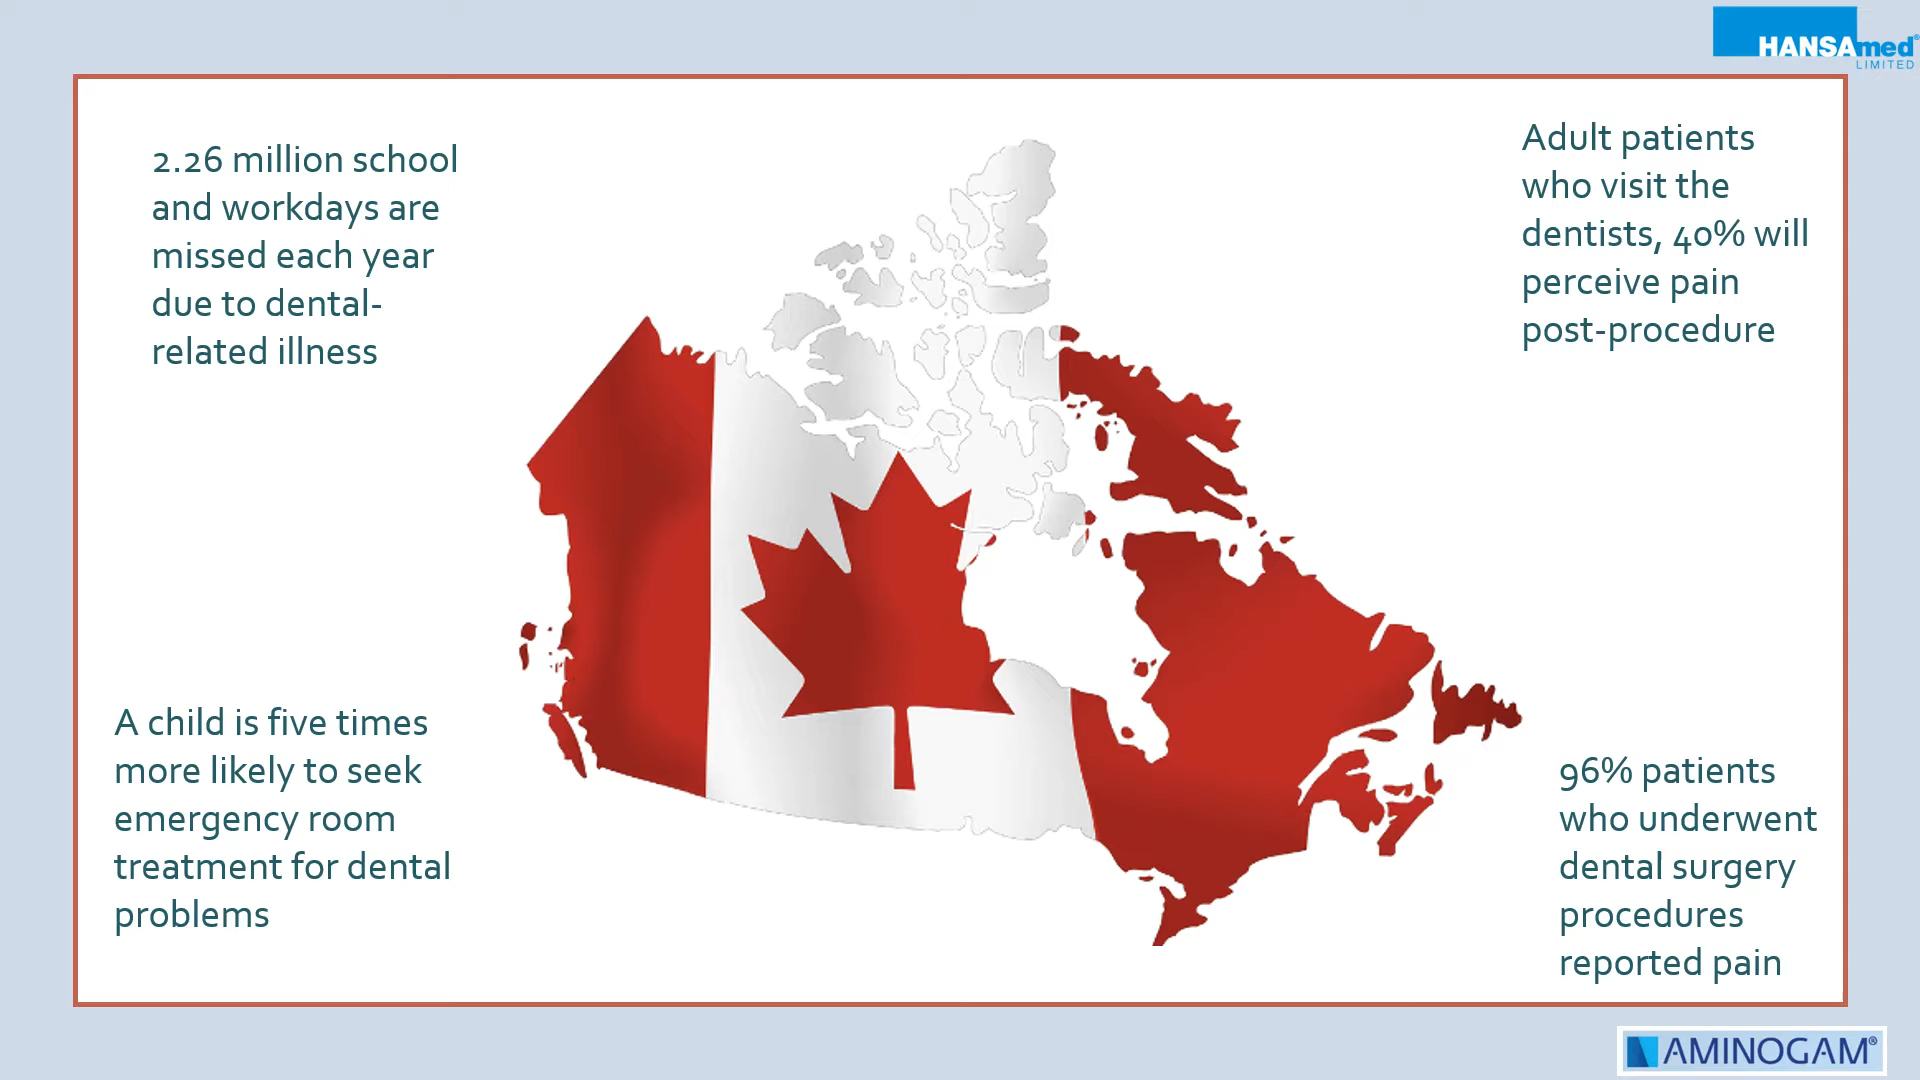 HANSAmed®
LIMITED
2.26 million school
and workdays are
missed each year
due to dental-
related illness
Adult patients
who visit the
dentists, 40% will
perceive pain
post-procedure
A child is five times
more likely to seek
emergency room
treatment for dental
problems
96% patients
who underwent
dental surgery
procedures
reported pain
AMINOGAM®